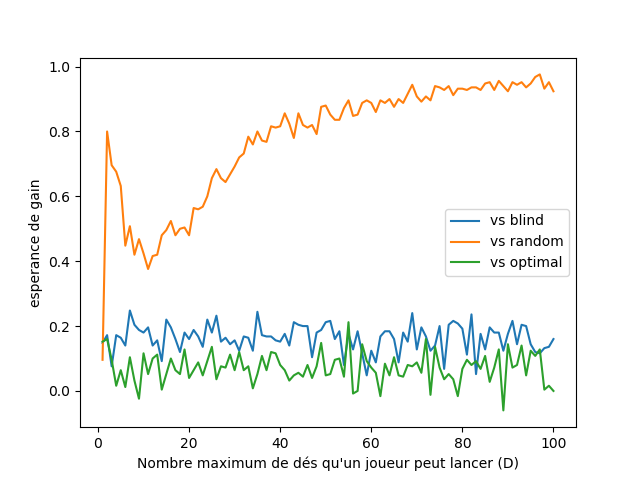 1.0
0.8
0.6
0.4
0.2
0.0
esperance de gain
vs blind
vs random
vs optimal
0
20
40
60
80
100
Nombre maximum de dés qu'un joueur peut lancer (D)